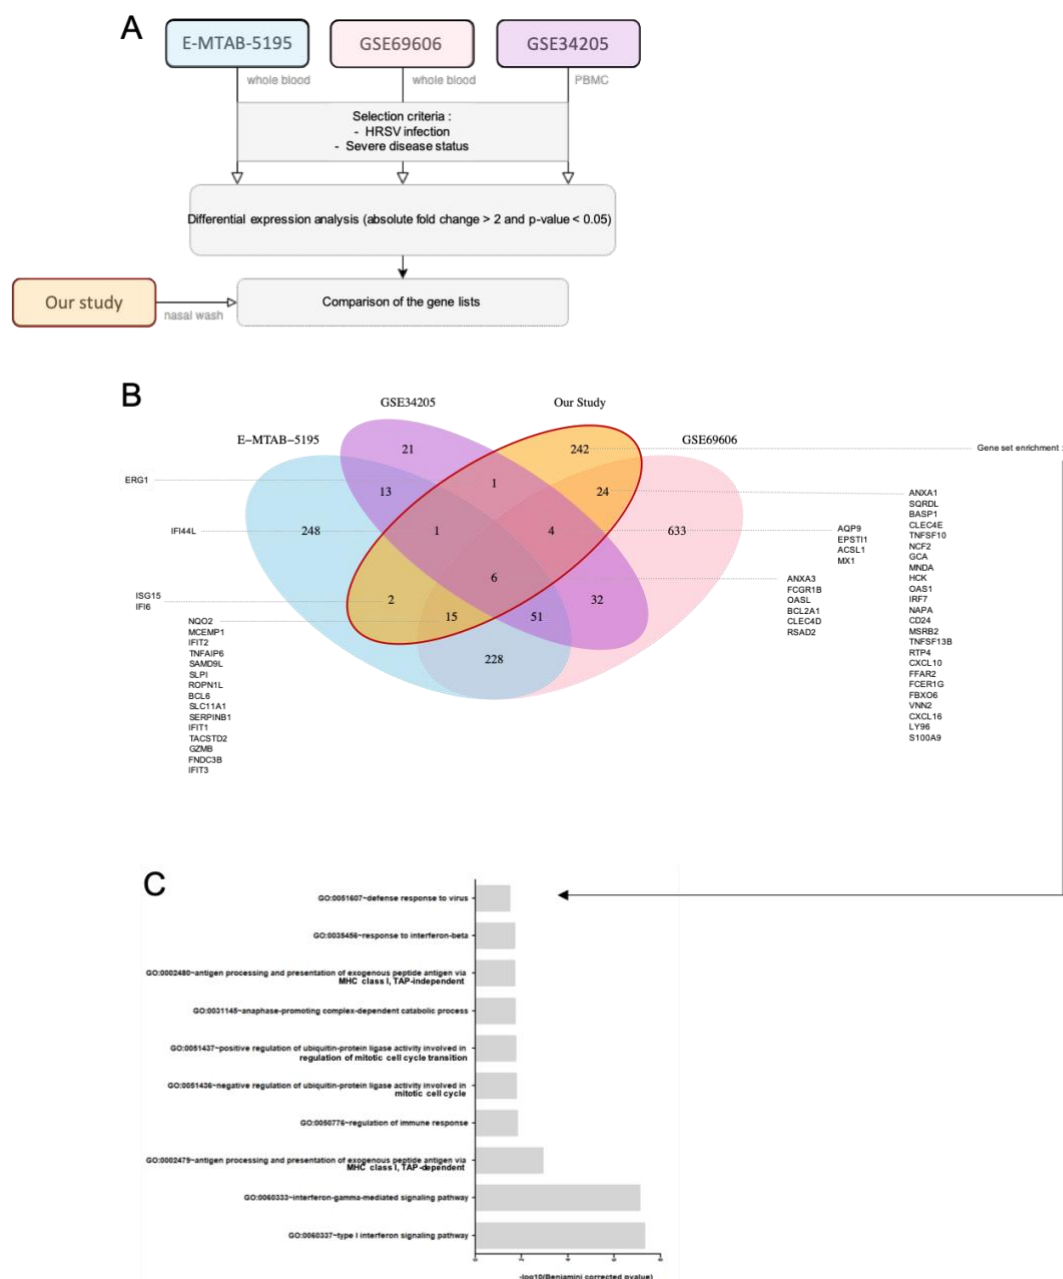 A
E-MTAB-5195
GSE69606
GSE34205
whole blood
whole blood
PBMC
Selection criteria :
- HRSV infection
- Severe disease status
Differential expression analysis (absolute fold change > 2 and p-value < 0.05)
Our study
nasal wash
Comparison of the gene lists
B
GSE34205
Our Study
E-MTAB-5195
GSE69606
21
242
Gene set enrichment :
ERG1
13
1
24
IFI44L
248
1
4
633
6
ISG15
IFI6
2
15
51
32
228
NQO2
MCEMP1
IFIT2
TNFAIP6
SAMD9L
SLPI
ROPN1L
BCL6
SLC11A1
SERPINB1
IFIT1
TACSTD2
GZMB
FNDC3B
IFIT3
ANXA3
FCGR1B
OASL
BCL2A1
CLEC4D
RSAD2
AQP9
EPSTI1
ACSL1
MX1
ANXA1
SQRDL
BASP1
CLEC4E
TNFSF10
NCF2
GCA
MNDA
HCK
OAS1
IRF7
NAPA
CD24
MSRB2
TNFSF13B
RTP4
CXCL10
FFAR2
FCER1G
FBXO6
VNN2
CXCL16
LY96
S100A9
C
GO:0051607~defense response to virus
GO:0035456~response to interferon-beta
GO:0002480~antigen processing and presentation of exogenous peptide antigen via
MHC class I, TAP-independent
GO:0031145~anaphase-promoting complex-dependent catabolic process
GO:0051437~positive regulation of ubiquitin-protein ligase activity involved in
regulation of mitotic cell cycle transition
GO:0051436~negative regulation of ubiquitin-protein ligase activity involved in
mitotic cell cycle
GO:0050776~regulation of immune response
GO:0002479~antigen processing and presentation of exogenous peptide antigen via
MHC class I, TAP-dependent
GO:0060333~interferon-gamma-mediated signaling pathway
GO:0060337~type I interferon signaling pathway
-log10(Benjamini corrected pvalue)